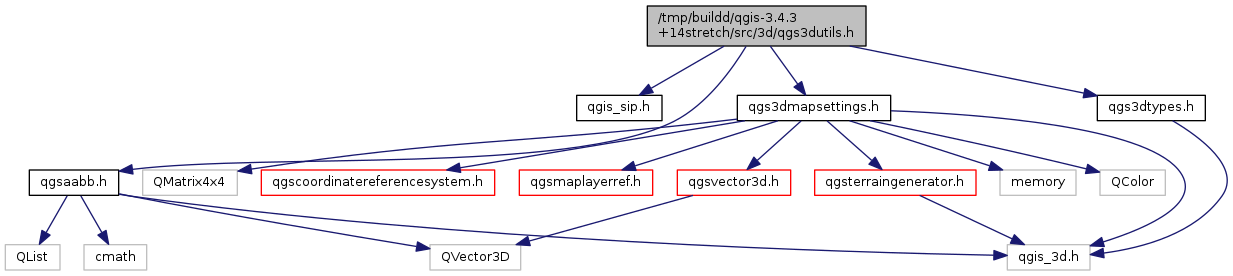 /tmp/buildd/qgis-3.4.3
+14stretch/src/3d/qgs3dutils.h
qgis_sip.h
qgs3dmapsettings.h
qgs3dtypes.h
qgsaabb.h
QMatrix4x4
qgscoordinatereferencesystem.h
qgsmaplayerref.h
qgsvector3d.h
qgsterraingenerator.h
memory
QColor
QList
cmath
QVector3D
qgis_3d.h